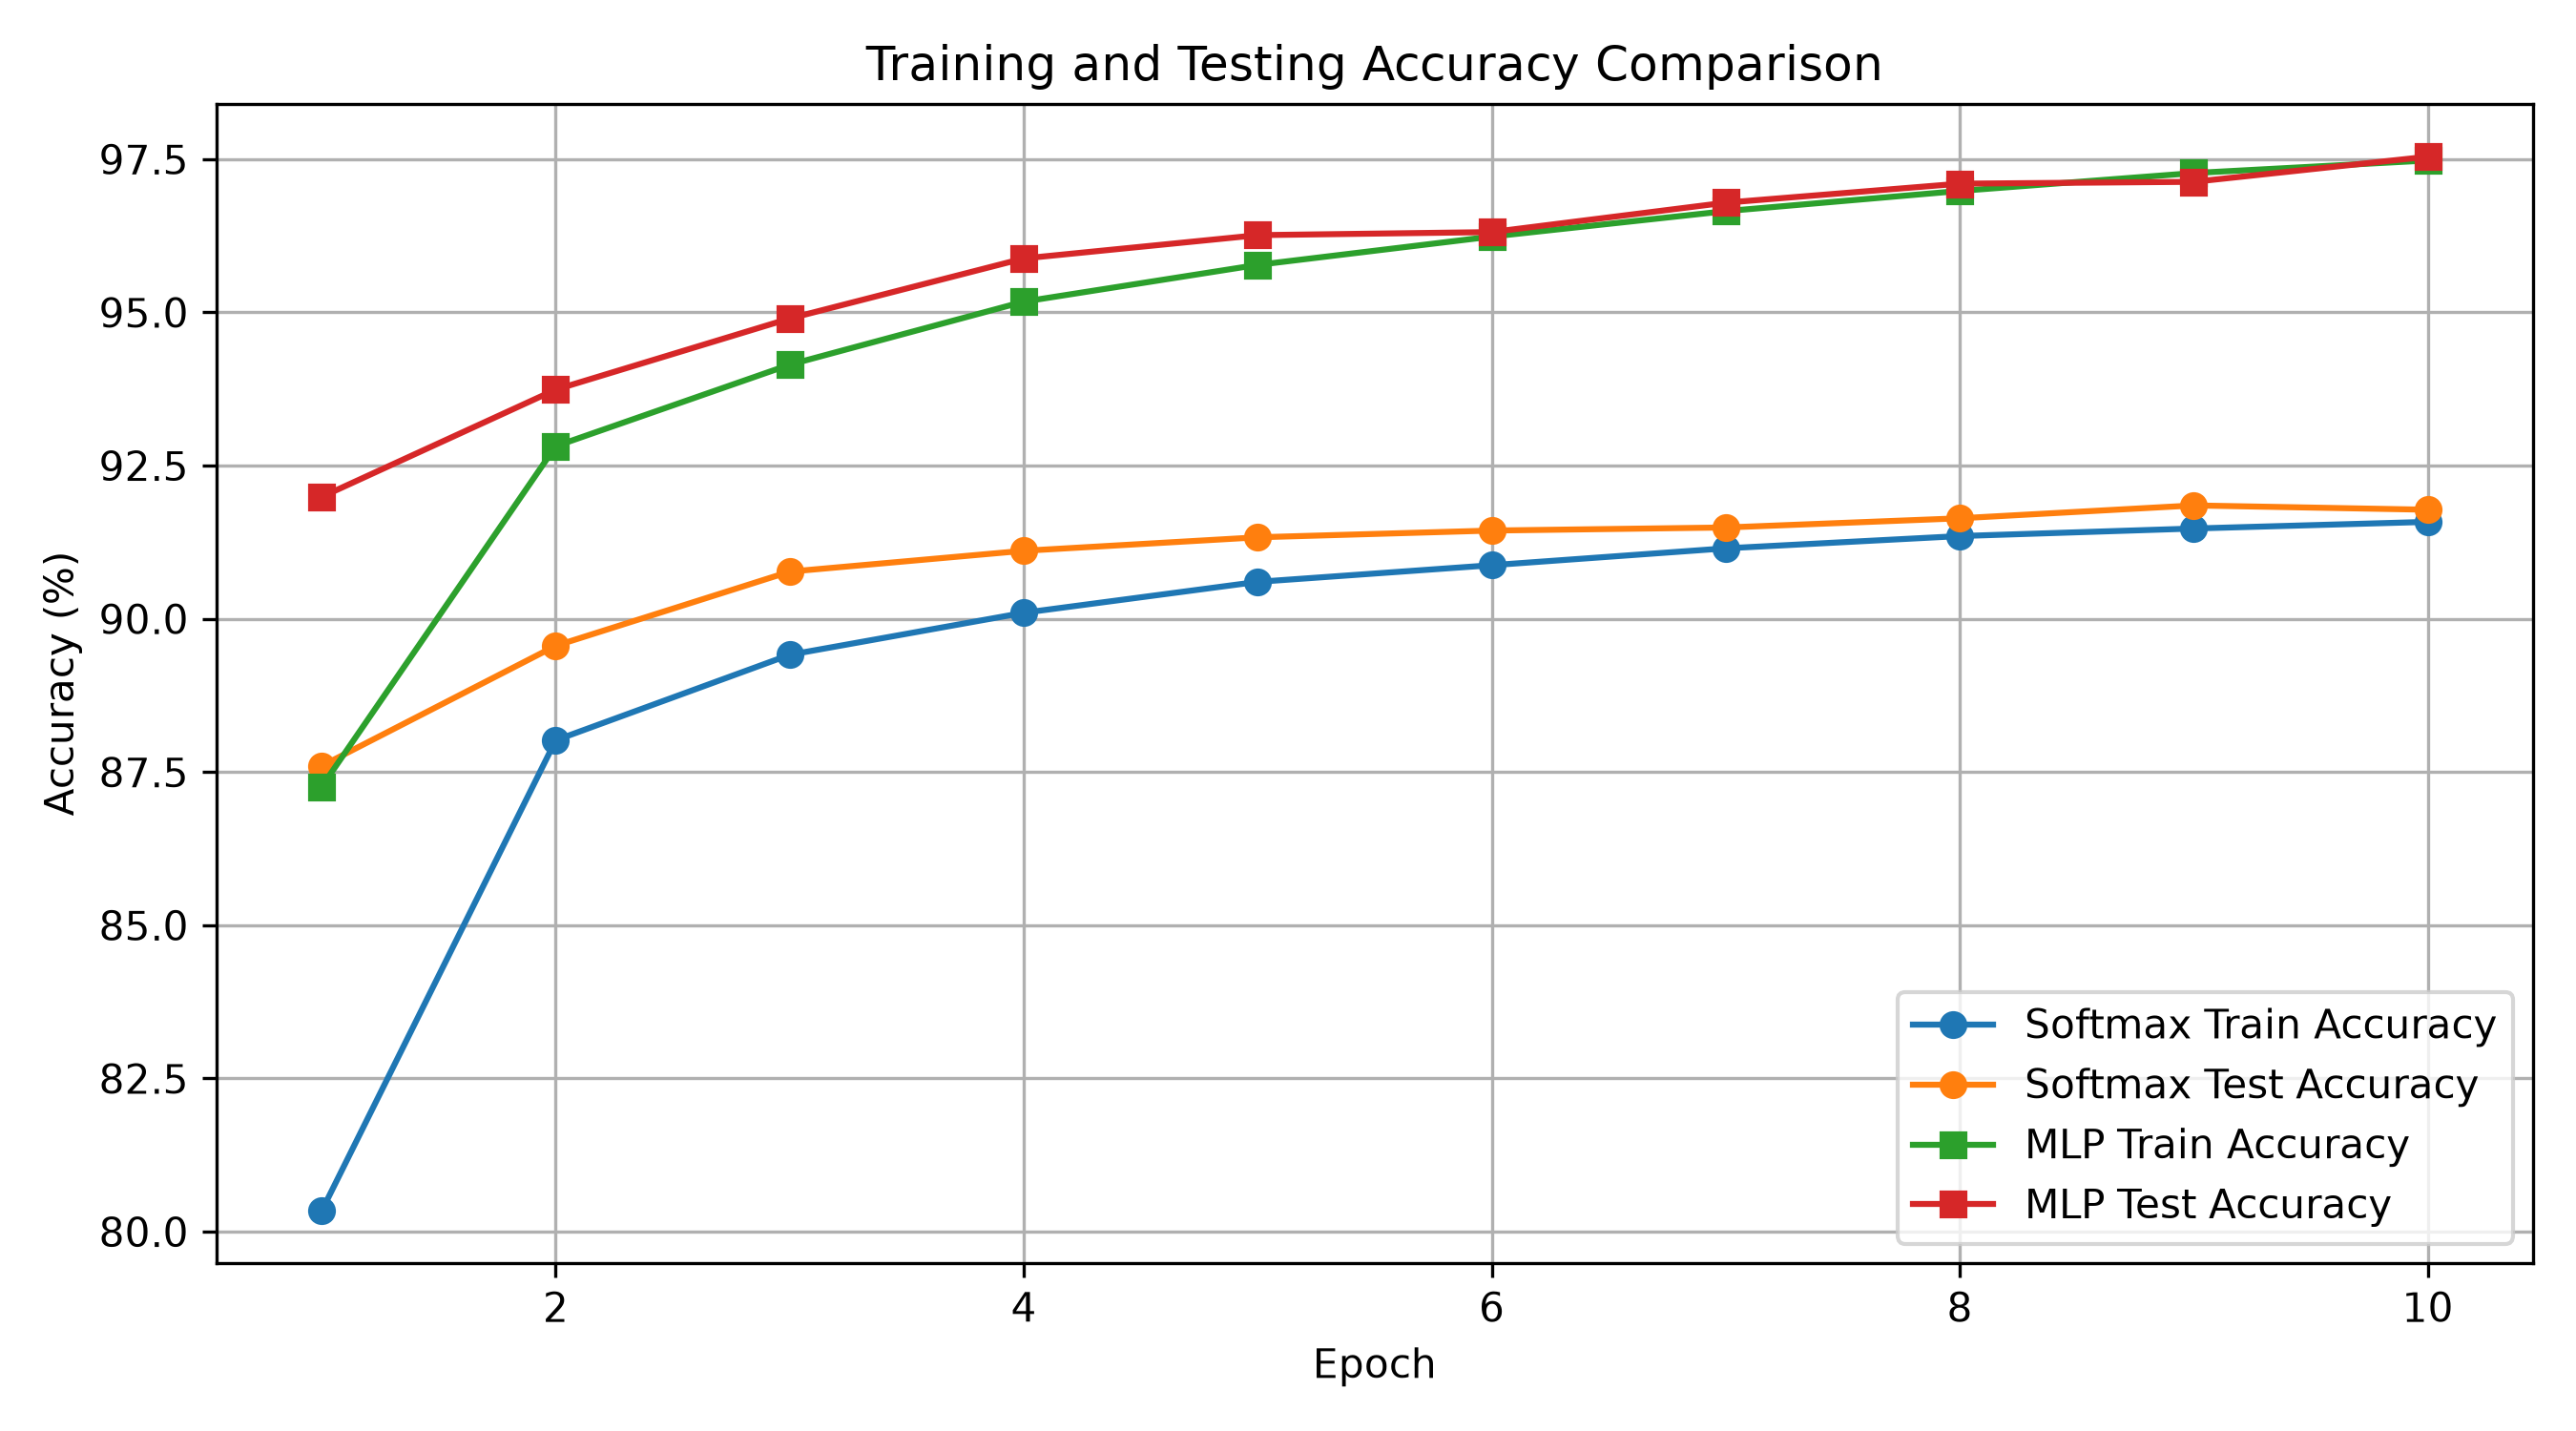 Training and Testing Accuracy Comparison
97.5
95.0
92.5
90.0
87.5
85.0
82.5
80.0
Accuracy (%)
2 4 6 8 10
Epoch
Softmax Train Accuracy
Softmax Test Accuracy
MLP Train Accuracy
MLP Test Accuracy